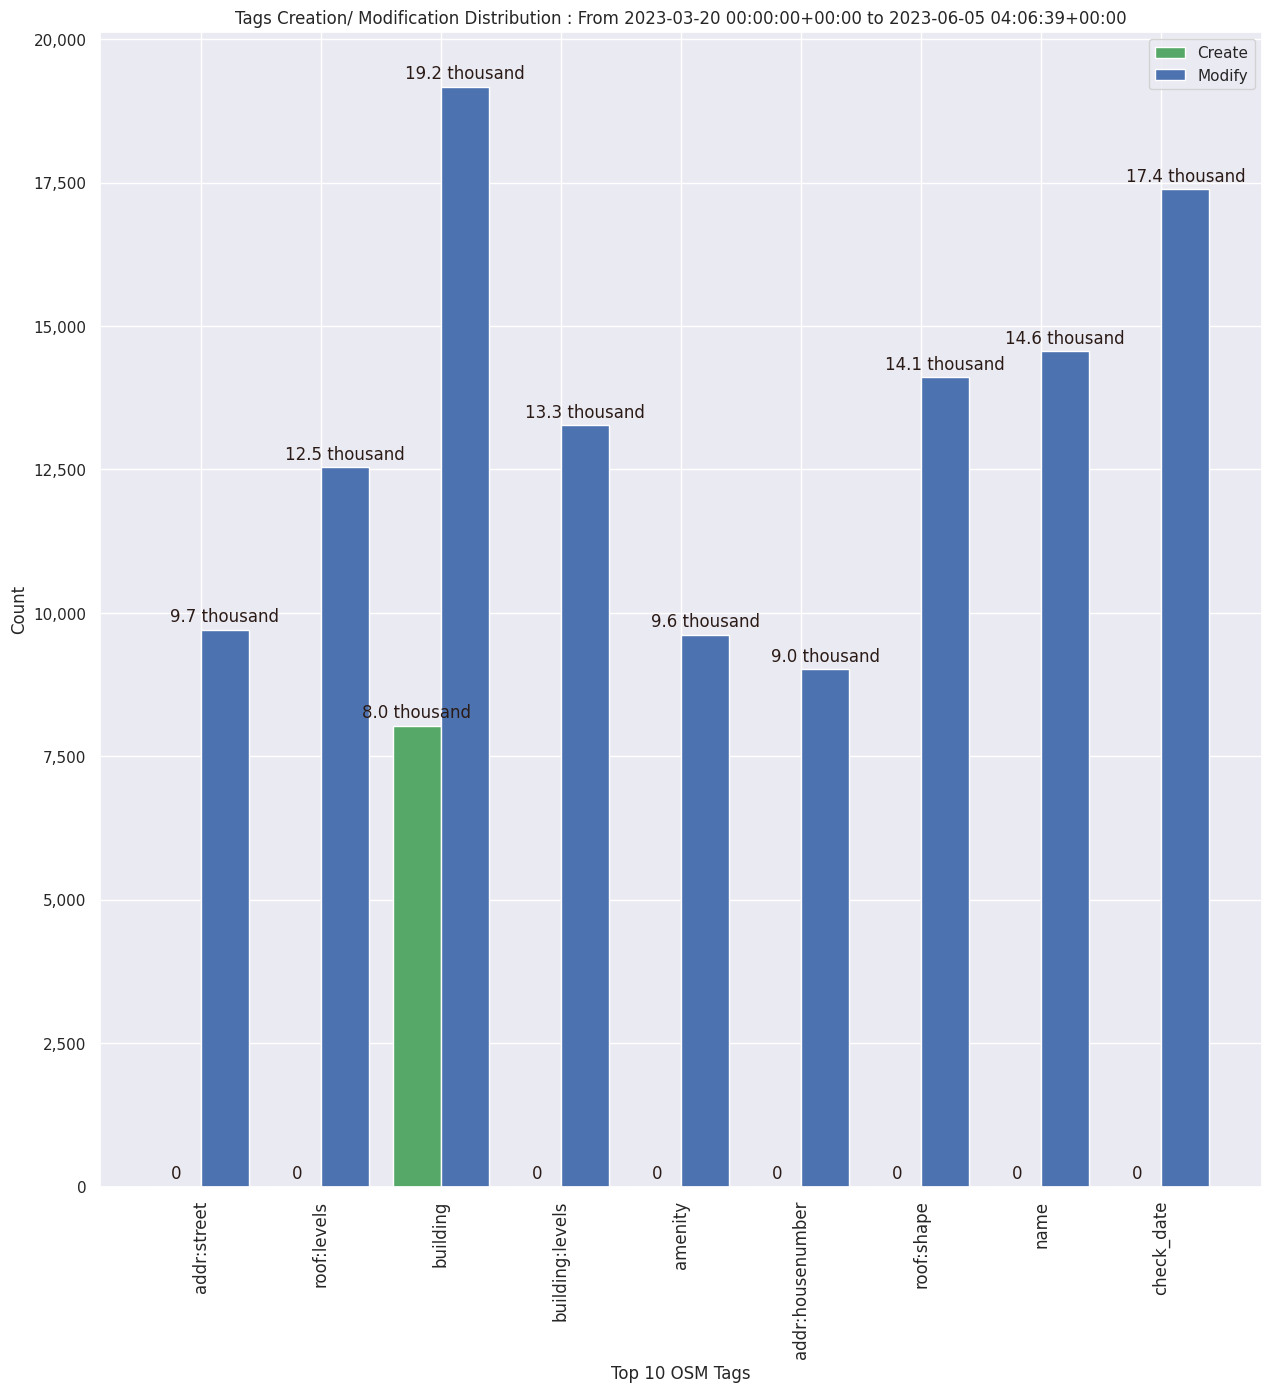 Tags Creation/ Modification Distribution : From 2023-03-20 00:00:00+00:00 to 2023-06-05 04:06:39+00:00
Create
Modify
20,000
17,500
15,000
12,500
10,000
7,500
5,000
2,500
0
Count
9.7 thousand
12.5 thousand
8.0 thousand
19.2 thousand
13.3 thousand
9.6 thousand
9.0 thousand
14.1 thousand
14.6 thousand
17.4 thousand
0
0
0
0
0
0
0
0
addr:street
roof:levels
building
building:levels
amenity
addr:housenumber
roof:shape
name
check_date
Top 10 OSM Tags